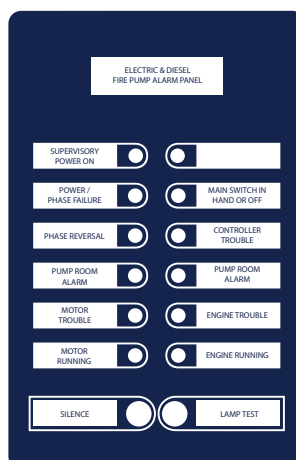 ELECTRIC & DIESEL
FIRE PUMP ALARM PANEL
SUPERVISORY
POWER ON
POWER /
PHASE FAILURE
MAIN SWITCH IN
HAND OR OFF
PHASE REVERSAL
CONTROLLER
TROUBLE
PUMP ROOM
ALARM
PUMP ROOM
ALARM
MOTOR
TROUBLE
ENGINE TROUBLE
MOTOR
RUNNING
ENGINE RUNNING
SILENCE
LAMP TEST